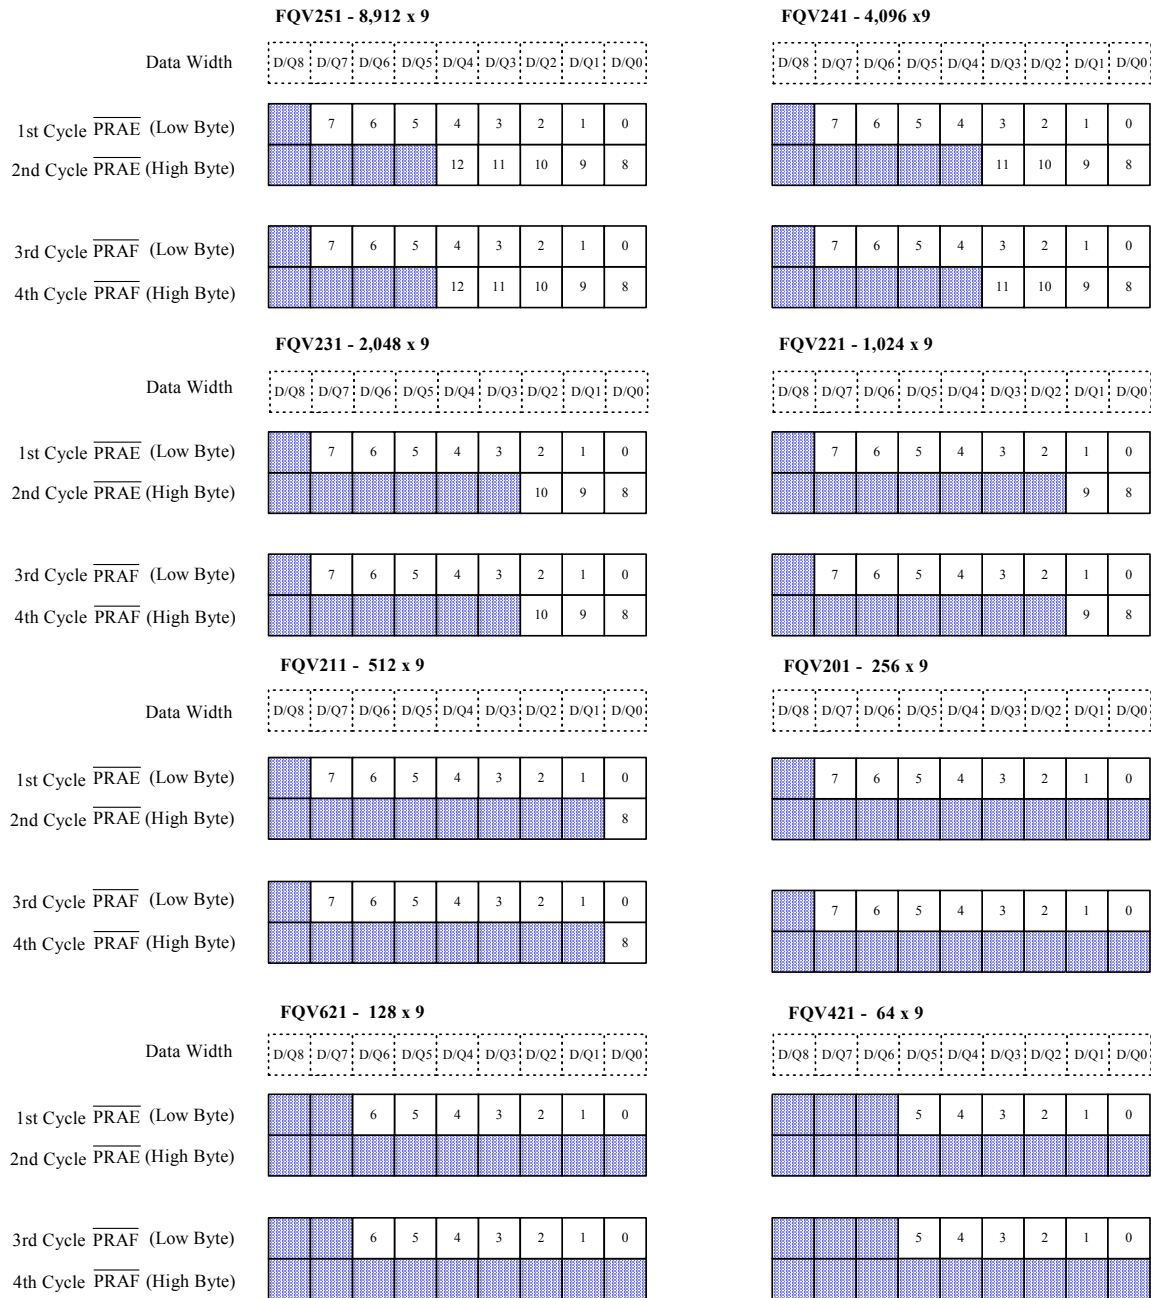 FQV251 - 8,912 x 9 FQV241 - 4,096 x9
Data Width D/Q8 D/Q7 D/Q6 D/Q5 D/Q4 D/Q3 D/Q2 D/Q1 D/Q0 D/Q8 D/Q7 D/Q6 D/Q5 D/Q4 D/Q3 D/Q2 D/Q1 D/Q0
1st Cycle PRAE (Low Byte) 7 6 5 4 3 2 1 0 7 6 5 4 3 2 1 0
2nd Cycle PRAE (High Byte) 12 11 10 9 8 11 10 9 8
3rd Cycle PRAF (Low Byte) 7 6 5 4 3 2 1 0 7 6 5 4 3 2 1 0
4th Cycle PRAF (High Byte) 12 11 10 9 8 11 10 9 8
FQV231 - 2,048 x 9 FQV221 - 1,024 x 9
Data Width D/Q8 D/Q7 D/Q6 D/Q5 D/Q4 D/Q3 D/Q2 D/Q1 D/Q0 D/Q8 D/Q7 D/Q6 D/Q5 D/Q4 D/Q3 D/Q2 D/Q1 D/Q0
1st Cycle PRAE (Low Byte) 7 6 5 4 3 2 1 0 7 6 5 4 3 2 1 0
2nd Cycle PRAE (High Byte) 10 9 8 9 8
3rd Cycle PRAF (Low Byte) 7 6 5 4 3 2 1 0 7 6 5 4 3 2 1 0
4th Cycle PRAF (High Byte) 10 9 8 9 8
FQV211 - 512 x 9 FQV201 - 256 x 9
Data Width D/Q8 D/Q7 D/Q6 D/Q5 D/Q4 D/Q3 D/Q2 D/Q1 D/Q0 D/Q8 D/Q7 D/Q6 D/Q5 D/Q4 D/Q3 D/Q2 D/Q1 D/Q0
1st Cycle PRAE (Low Byte) 7 6 5 4 3 2 1 0 7 6 5 4 3 2 1 0
2nd Cycle PRAE (High Byte) 8
3rd Cycle PRAF (Low Byte) 7 6 5 4 3 2 1 0 7 6 5 4 3 2 1 0
4th Cycle PRAF (High Byte) 8
FQV621 - 128 x 9 FQV421 - 64 x 9
Data Width D/Q8 D/Q7 D/Q6 D/Q5 D/Q4 D/Q3 D/Q2 D/Q1 D/Q0 D/Q8 D/Q7 D/Q6 D/Q5 D/Q4 D/Q3 D/Q2 D/Q1 D/Q0
1st Cycle PRAE (Low Byte) 6 5 4 3 2 1 0 5 4 3 2 1 0
2nd Cycle PRAE (High Byte)
3rd Cycle PRAF (Low Byte) 6 5 4 3 2 1 0 5 4 3 2 1 0
4th Cycle PRAF (High Byte)